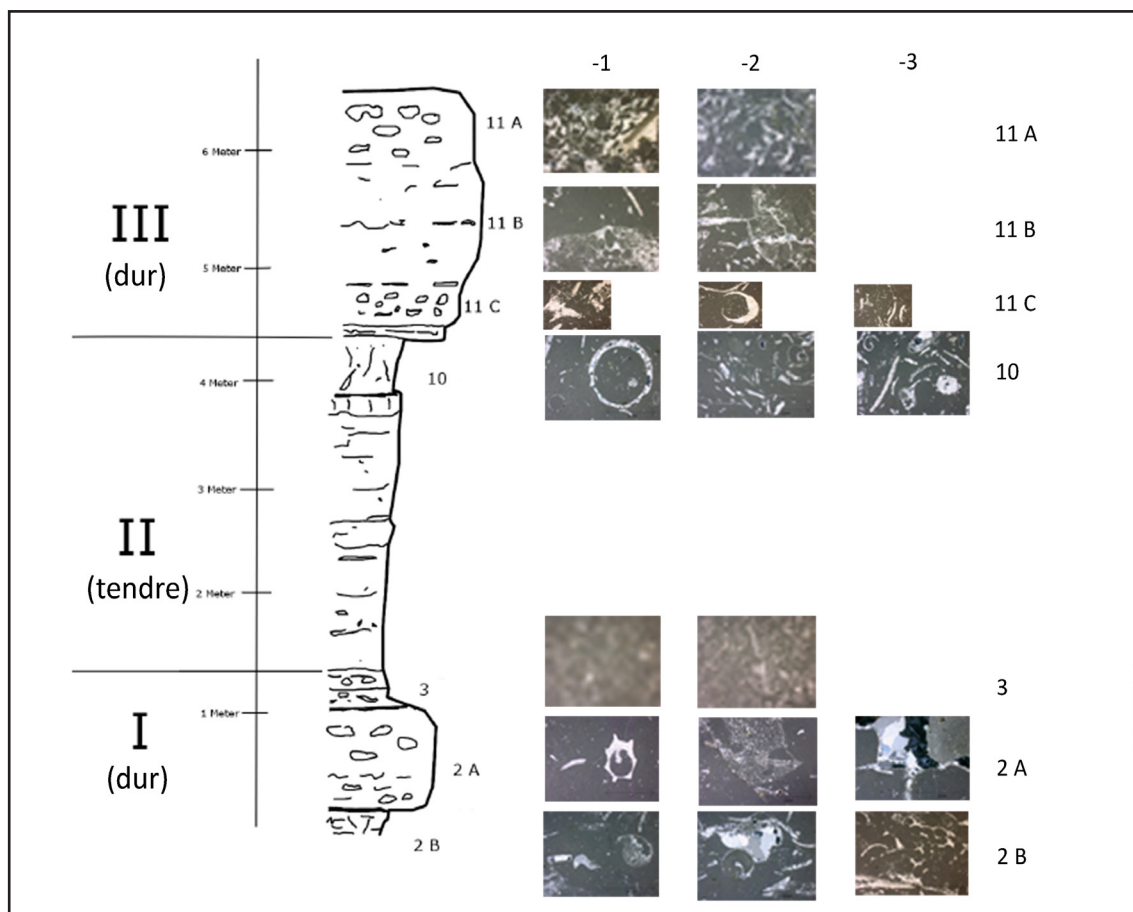 -1 -2 -3
11 A 11 A
6 Meter
III
(dur)
11 B 11 B
5 Meter
11 C 11 C
10 10
4 Meter
3 Meter
II
(tendre)
2 Meter
3 3
1 Meter
I
(dur)
2 A 2 A
2 B 2 B